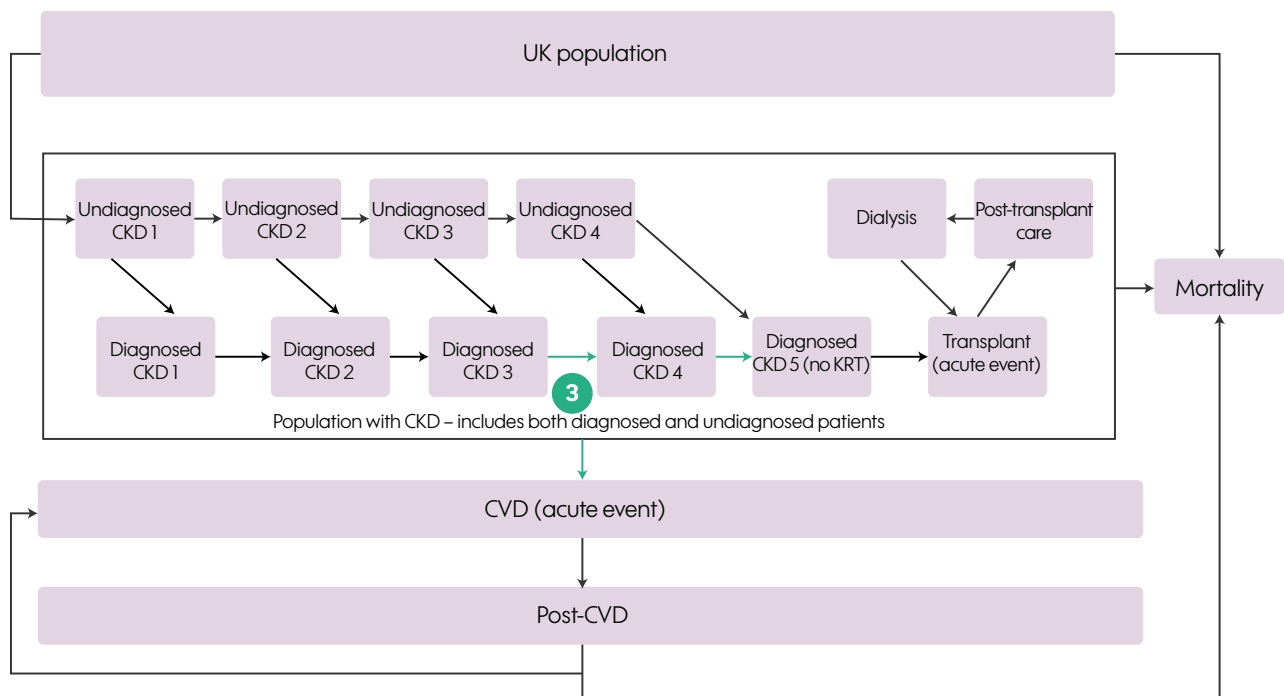 UK population
Undiagnosed
CKD 1
Undiagnosed
CKD 2
Undiagnosed
CKD 3
Undiagnosed
CKD 4
Dialysis
Post-transplant
care
Mortality
Diagnosed
CKD 1
Diagnosed
CKD 2
Diagnosed
CKD 3
Diagnosed
CKD 4
Diagnosed
CKD 5 (no KRT)
Transplant
(acute event)
3
Population with CKD – includes both diagnosed and undiagnosed patients
CVD (acute event)
Post-CVD